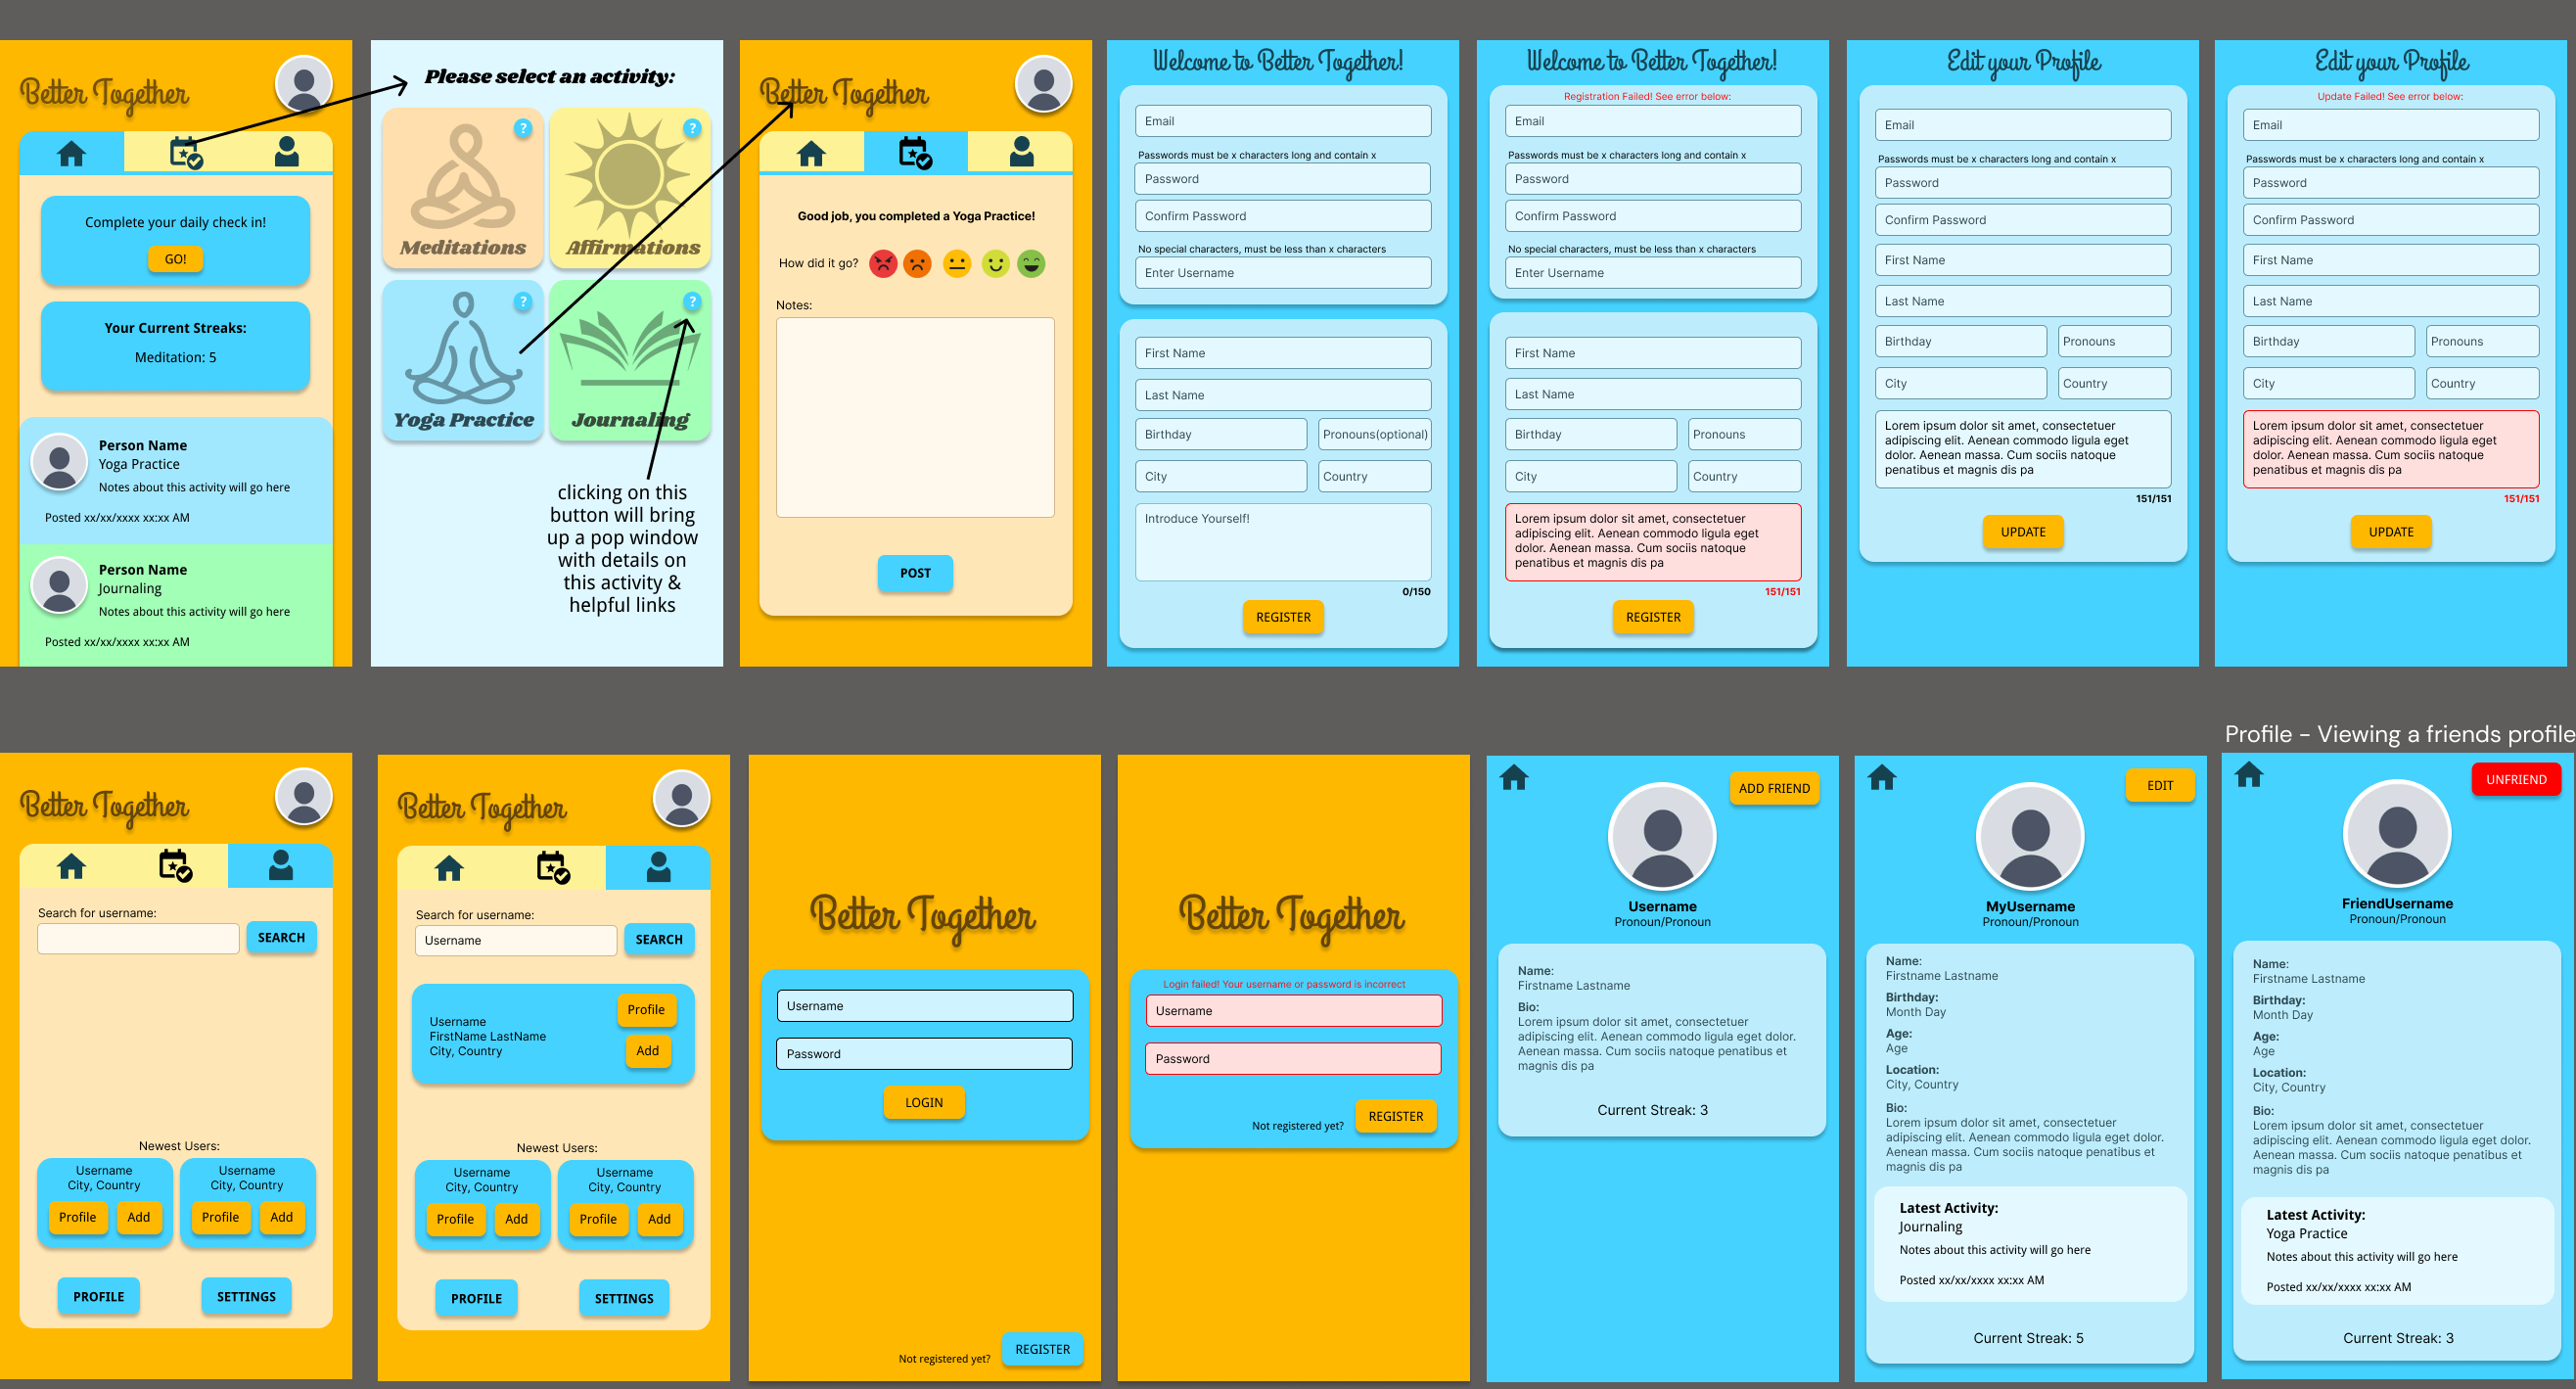 Better Together
Complete your daily check in!
GO!
Your Current Streaks:
Meditation: 5
Person Name
Yoga Practice
Notes about this activity will go here
Posted xx/xx/xxxx xx:xx AM
Person Name
Journaling
Notes about this activity will go here
Posted xx/xx/xxxx xx:xx AM
Please select an activity:
?
?
Meditations
Affirmations
?
?
Yoga Practice
Journaling
clicking on this
button will bring
up a pop window
with details on
this activity &
helpful links
Better Together
Good job, you completed a Yoga Practice!
How did it go?
Notes:
POST
Welcome to Better Together!
Email
Passwords must be x characters long and contain x
Password
Confirm Password
No special characters, must be less than x characters
Enter Username
First Name
Last Name
Birthday
Pronouns(optional)
City
Country
Introduce Yourself!
0/150
REGISTER
Welcome to Better Together!
Registration Failed! See error below:
Email
Passwords must be x characters long and contain x
Password
Confirm Password
No special characters, must be less than x characters
Enter Username
First Name
Last Name
Birthday
Pronouns
City
Country
Lorem ipsum dolor sit amet, consectetuer
adipiscing elit. Aenean commodo ligula eget
dolor. Aenean massa. Cum sociis natoque
penatibus et magnis dis pa
151/151
REGISTER
Edit your Profile
Email
Passwords must be x characters long and contain x
Password
Confirm Password
First Name
Last Name
Birthday
Pronouns
City
Country
Lorem ipsum dolor sit amet, consectetuer
adipiscing elit. Aenean commodo ligula eget
dolor. Aenean massa. Cum sociis natoque
penatibus et magnis dis pa
151/151
UPDATE
Edit your Profile
Update Failed! See error below:
Email
Passwords must be x characters long and contain x
Password
Confirm Password
First Name
Last Name
Birthday
Pronouns
City
Country
Lorem ipsum dolor sit amet, consectetuer
adipiscing elit. Aenean commodo ligula eget
dolor. Aenean massa. Cum sociis natoque
penatibus et magnis dis pa
151/151
UPDATE
Better Together
Search for username:
SEARCH
Newest Users:
Username
City, Country
Profile
Add
Username
City, Country
Profile
Add
PROFILE
SETTINGS
Better Together
Search for username:
Username
SEARCH
Username
FirstName LastName
City, Country
Profile
Add
Newest Users:
Username
City, Country
Profile
Add
Username
City, Country
Profile
Add
PROFILE
SETTINGS
Better Together
Username
Password
LOGIN
Not registered yet?
REGISTER
Better Together
Login failed! Your username or password is incorrect
Username
Password
Not registered yet?
REGISTER
ADD FRIEND
Username
Pronoun/Pronoun
Name:
Firstname Lastname
Bio:
Lorem ipsum dolor sit amet, consectetuer
adipiscing elit. Aenean commodo ligula eget dolor.
Aenean massa. Cum sociis natoque penatibus et
magnis dis pa
Current Streak: 3
EDIT
MyUsername
Pronoun/Pronoun
Name:
Firstname Lastname
Birthday:
Month Day
Age:
Age
Location:
City, Country
Bio:
Lorem ipsum dolor sit amet, consectetuer
adipiscing elit. Aenean commodo ligula eget dolor.
Aenean massa. Cum sociis natoque penatibus et
magnis dis pa
Latest Activity:
Journaling
Notes about this activity will go here
Posted xx/xx/xxxx xx:xx AM
Current Streak: 5
Profile - Viewing a friends profile
UNFRIEND
FriendUsername
Pronoun/Pronoun
Name:
Firstname Lastname
Birthday:
Month Day
Age:
Age
Location:
City, Country
Bio:
Lorem ipsum dolor sit amet, consectetuer
adipiscing elit. Aenean commodo ligula eget dolor.
Aenean massa. Cum sociis natoque penatibus et
magnis dis pa
Latest Activity:
Yoga Practice
Notes about this activity will go here
Posted xx/xx/xxxx xx:xx AM
Current Streak: 3